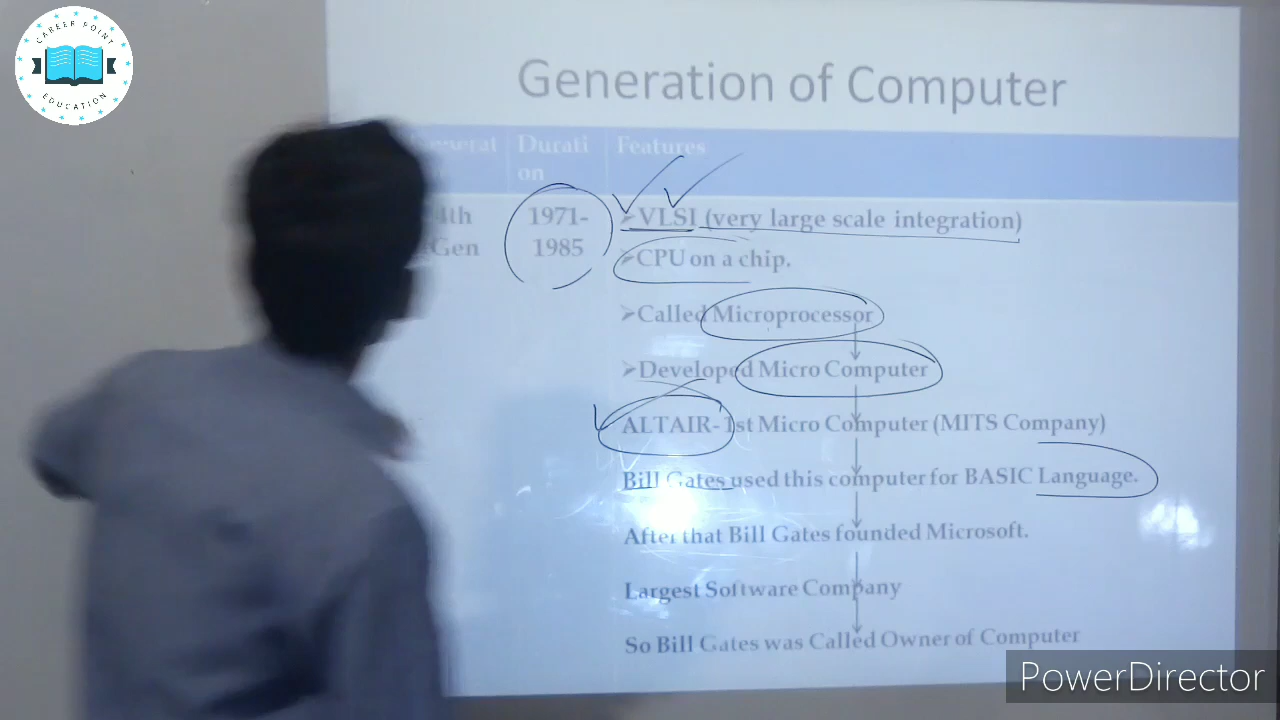 CAREER POINT
EDUCATION
Generation of Computer
Durati
on
Features
4th
Gen
1971-
1985
VLSI (very large scale integration)
CPU on a chip.
Called Microprocessor
Developed Micro Computer
ALTAIR- 1st Micro Computer (MITS Company)
Bill Gates used this computer for BASIC Language.
After that Bill Gates founded Microsoft.
Largest Software Company
So Bill Gates was Called Owner of Computer
PowerDirector